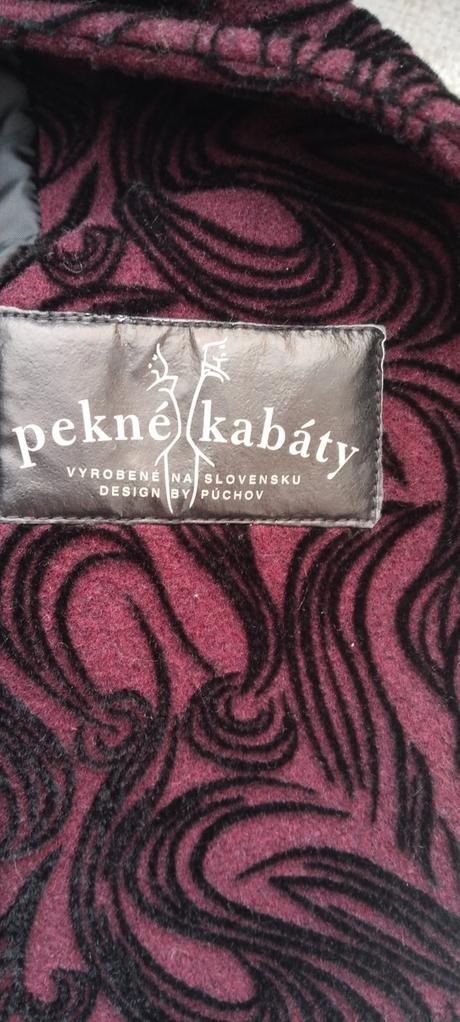 pekné kabáty
VYROBENÉ NA SLOVENSKU
DESIGN BY PÚCHOV